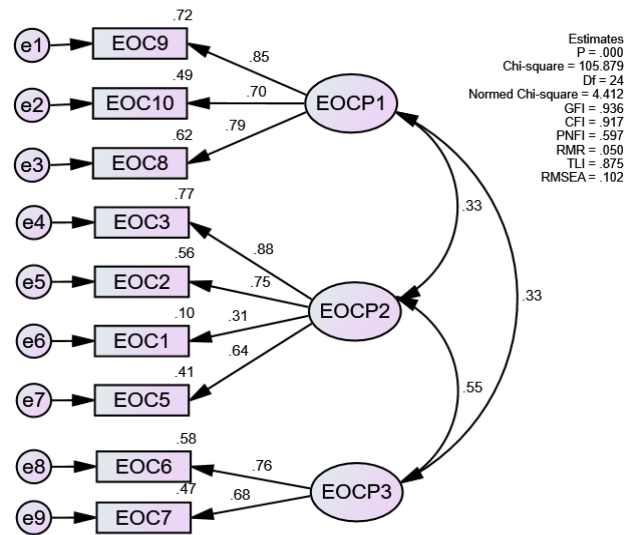 .72
e1
EOC9
.85
.49
e2
EOC10
.70
EOCP1
.62
e3
EOC8
.79
.77
e4
EOC3
.88
.33
.56
e5
EOC2
.75
.33
EOCP2
.10
e6
EOC1
.31
.41
e7
EOC5
.64
.55
.58
e8
EOC6
.76
EOCP3
.47
e9
EOC7
.68
Estimates
P = .000
Chi-square = 105.879
Df = 24
Normed Chi-square = 4.412
GFI = .936
CFI = .917
PNFI = .597
RMR = .050
TLI = .875
RMSEA = .102